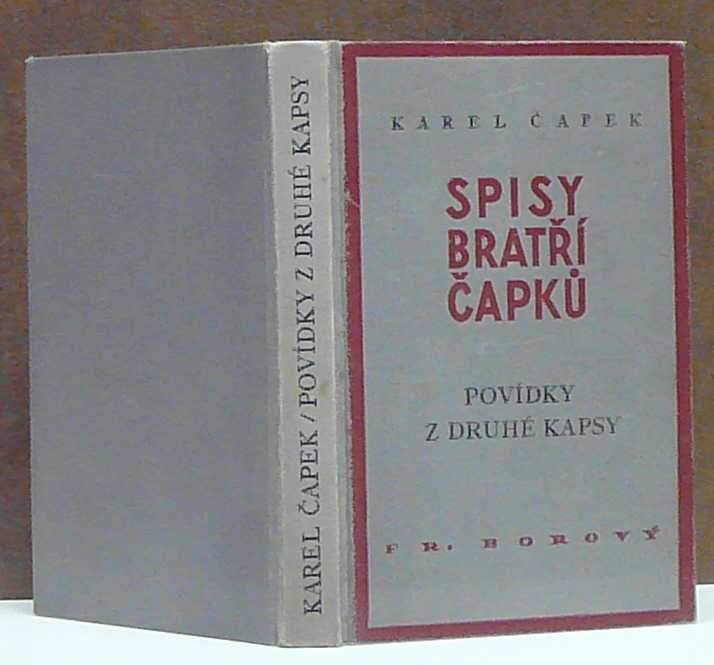 KAREL ČAPEK / POVÍDKY Z DRUHÉ KAPSY
KAREL ČAPEK
SPISY
BRATŘÍ
ČAPKŮ
POVÍDKY
Z DRUHÉ KAPSY
FR. BOROVÝ